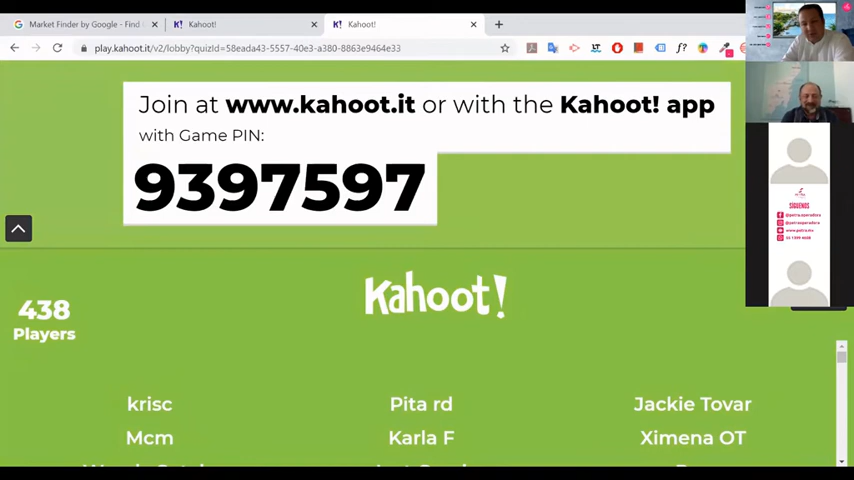 Market Finder by Google - Find
Kahoot!
Kahoot!
play.kahoot.it/v2/lobby?quizId=58eada43-5557-40e3-a380-8863e9464e33
Join at www.kahoot.it or with the Kahoot! app
with Game PIN:
9397597
Kahoot!
438
Players
krisc
Pita rd
Jackie Tovar
Mcm
Karla F
Ximena OT
SÍGUENOS